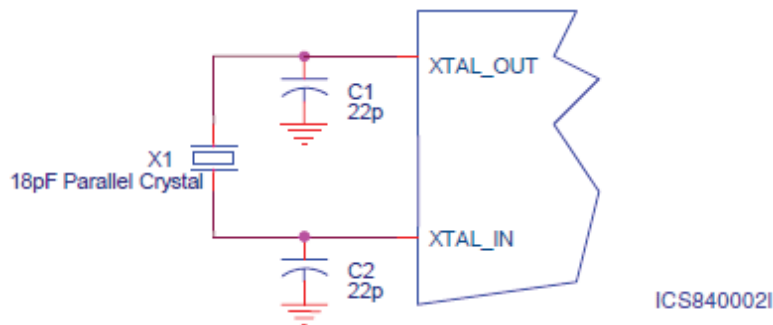 XTAL_OUT
C1
22p
X1
18pF Parallel Crystal
XTAL_IN
C2
22p
ICS840002I